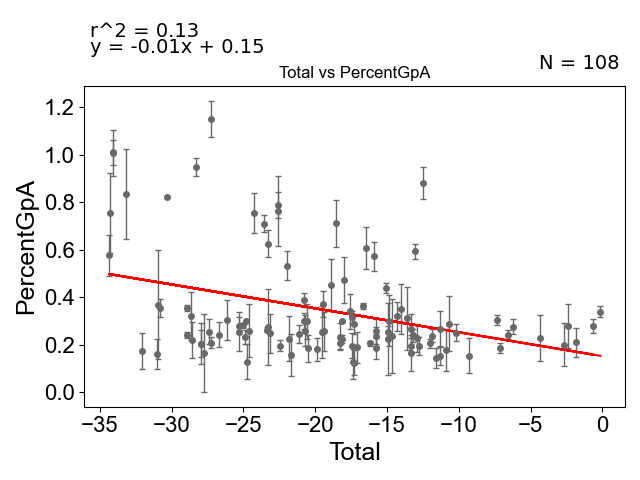 r^2 = 0.13
y = -0.01x + 0.15
N = 108
Total vs PercentGpA
PercentGpA
1.2
1.0
0.8
0.6
0.4
0.2
0.0
−35 −30 −25 −20 −15 −10 −5 0
Total